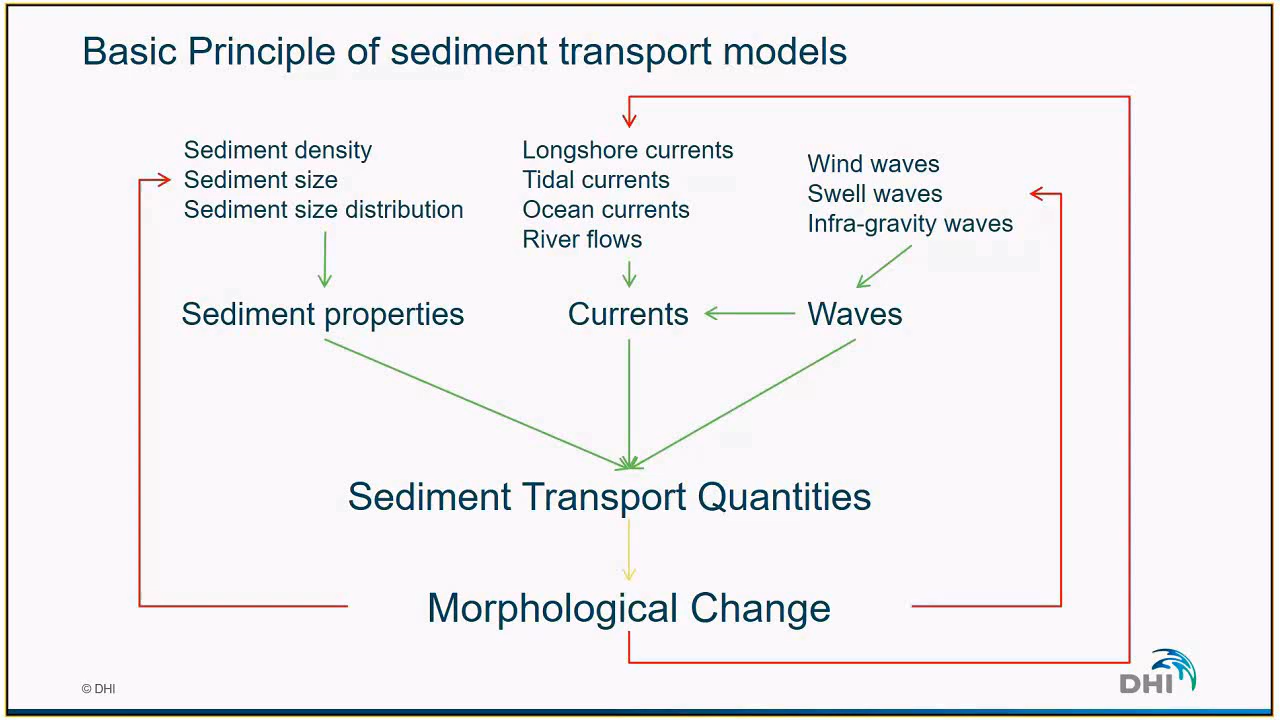 Basic Principle of sediment transport models
Sediment density
Sediment size
Sediment size distribution
Longshore currents
Tidal currents
Ocean currents
River flows
Wind waves
Swell waves
Infra-gravity waves
Sediment properties
Currents
Waves
Sediment Transport Quantities
Morphological Change
© DHI
DHI